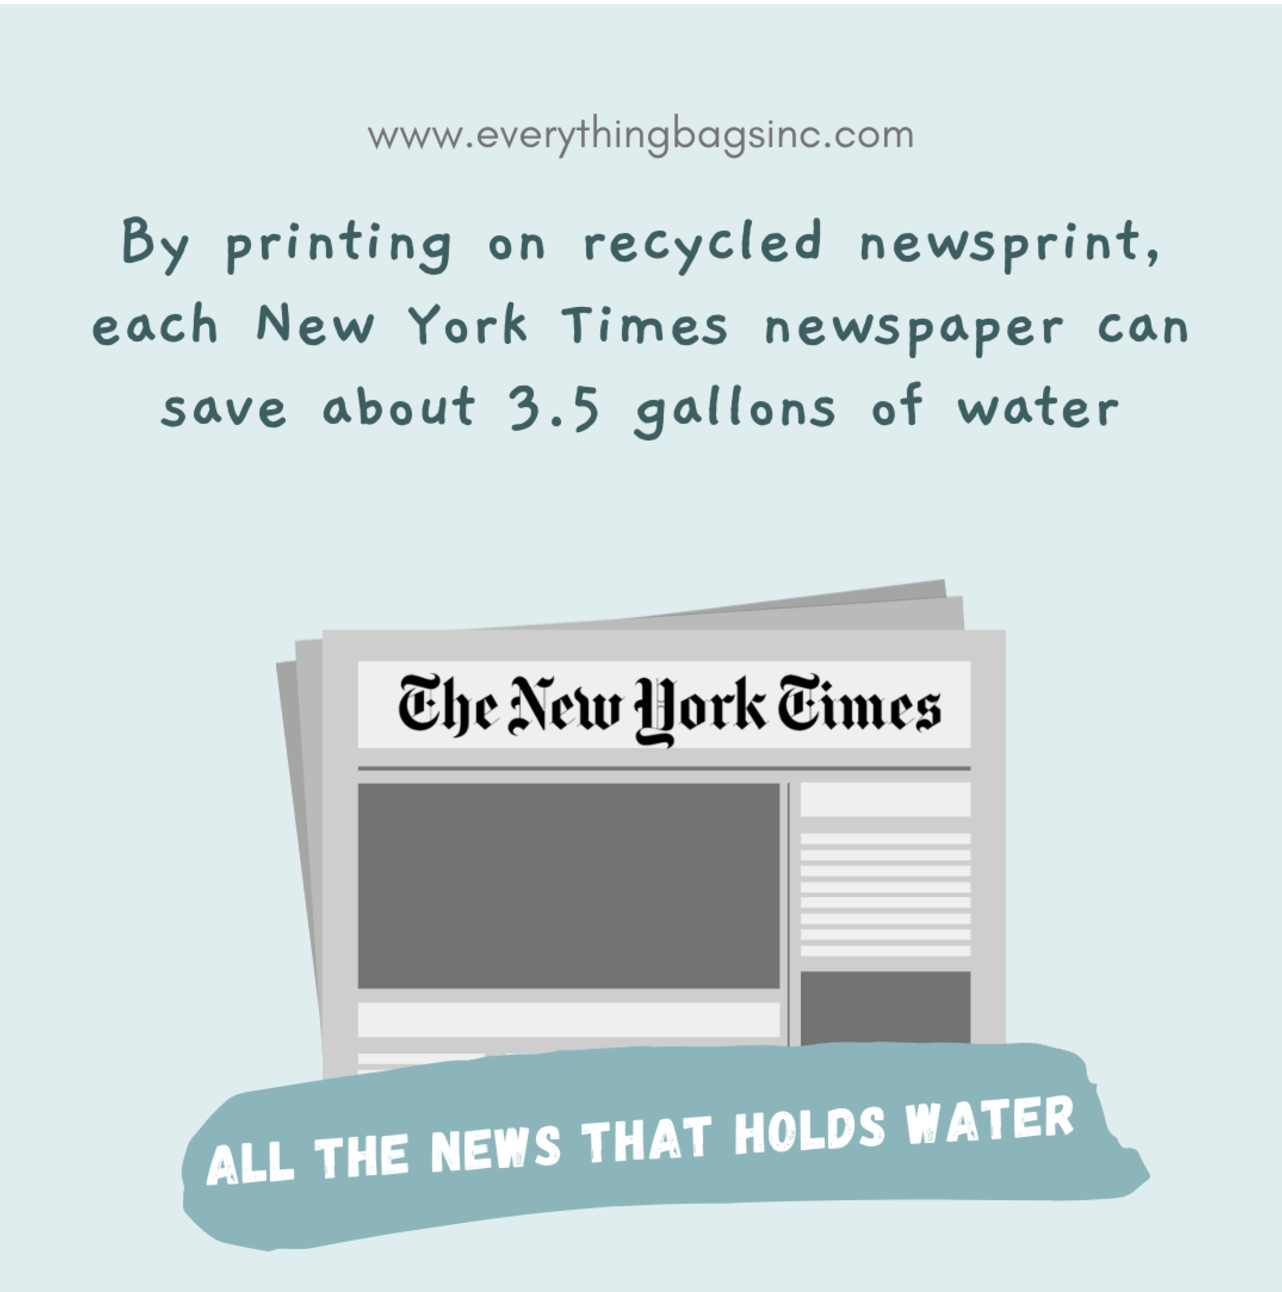 www.everythingbagsinc.com
By printing on recycled newsprint,
each New York Times newspaper can
save about 3.5 gallons of water
The New York Times
ALL THE NEWS THAT HOLDS WATER